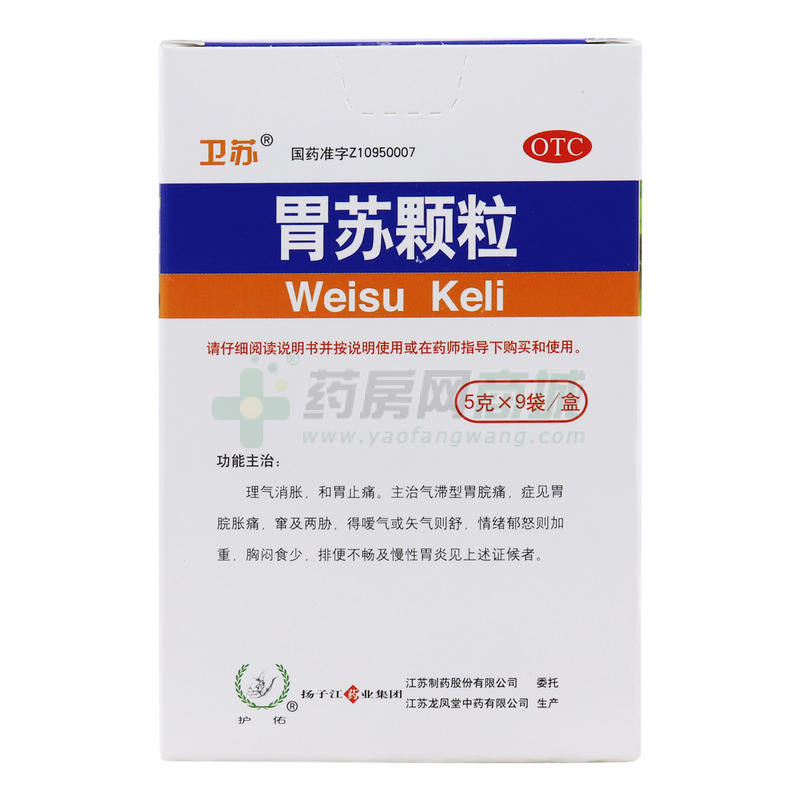 卫苏®
国药准字Z10950007
OTC
胃苏颗粒
Weisu Keli
请仔细阅读说明书并按说明使用或在药师指导下购买和使用。
®
药房网商城
www.yaofangwang.com
5克×9袋/盒
功能主治：
理气消胀，和胃止痛。主治气滞型胃脘痛，症见胃
脘胀痛，窜及两胁，得嗳气或矢气则舒，情绪郁怒则加
重，胸闷食少，排便不畅及慢性胃炎见上述证候者。
护佑®
扬子江药业集团
江苏制药股份有限公司 委托
江苏龙凤堂中药有限公司 生产